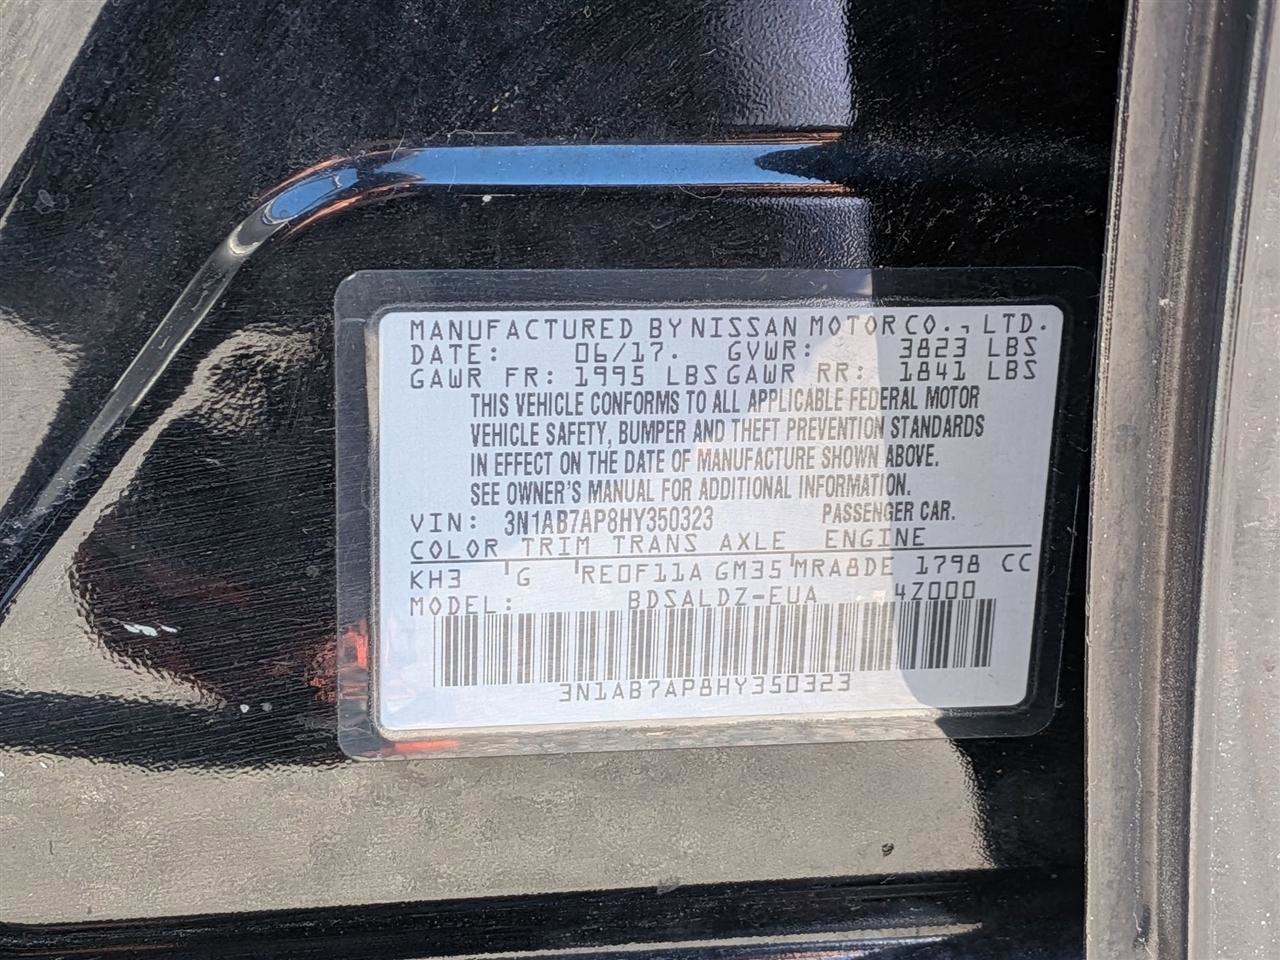 MANUFACTURED BY NISSAN MOTOR CO., LTD.
DATE: 06/17. GVWR: 3823 LBS
GAWR FR: 1995 LBS GAWR RR: 1841 LBS
THIS VEHICLE CONFORMS TO ALL APPLICABLE FEDERAL MOTOR
VEHICLE SAFETY, BUMPER AND THEFT PREVENTION STANDARDS
IN EFFECT ON THE DATE OF MANUFACTURE SHOWN ABOVE.
SEE OWNER'S MANUAL FOR ADDITIONAL INFORMATION.
VIN: 3N1AB7AP8HY350323 PASSENGER CAR.
COLOR TRIM TRANS AXLE ENGINE
KH3 G RE0F11A GM35 MRA8DE 1798 CC
MODEL: BDSALDZ-EUA 4Z000
3N1AB7AP8HY350323